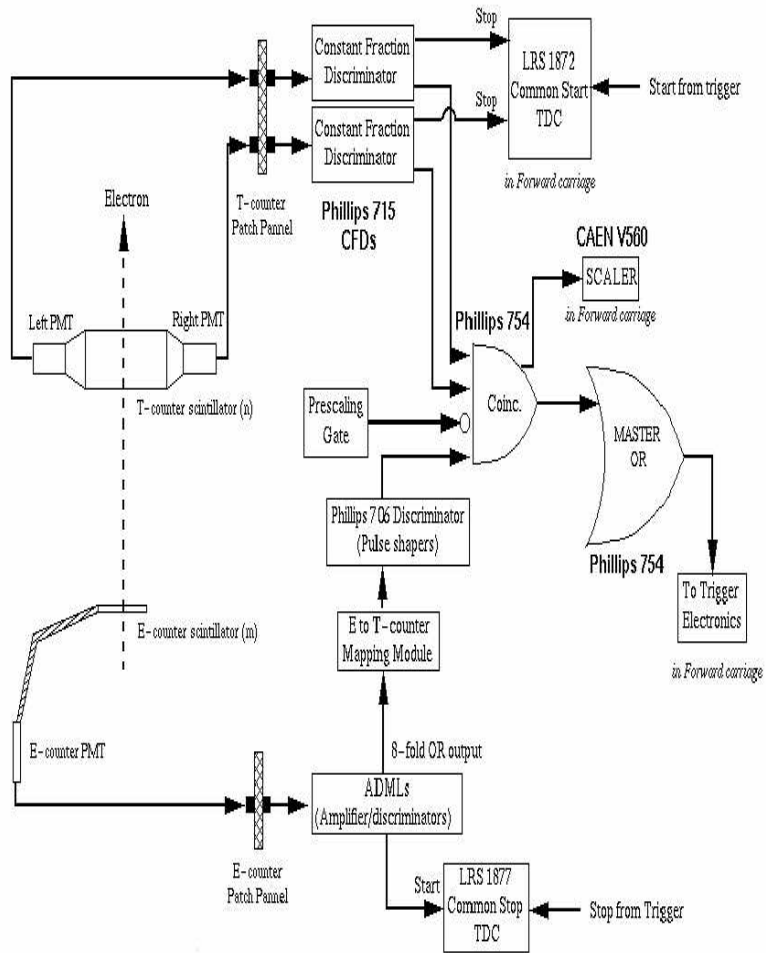 Stop
Constant Fraction
Discriminator
LRS 1872
Common Start
TDC
Start from trigger
Stop
Constant Fraction
Discriminator
in Forward carriage
T-counter
Patch Pannel
Phillips 715
CFDs
Electron
CAEN V560
SCALER
in Forward carriage
Left PMT
Right PMT
Phillips 754
T-counter scintillator (n)
Prescaling
Gate
Coinc.
MASTER
OR
Phillips 754
Phillips 706 Discriminator
(Pulse shapers)
To Trigger
Electronics
in Forward carriage
E-counter scintillator (m)
E to T-counter
Mapping Module
E-counter PMT
8-fold OR output
ADMLs
(Amplifier/discriminators)
E-counter
Patch Pannel
Start
LRS 1877
Common Stop
TDC
Stop from Trigger